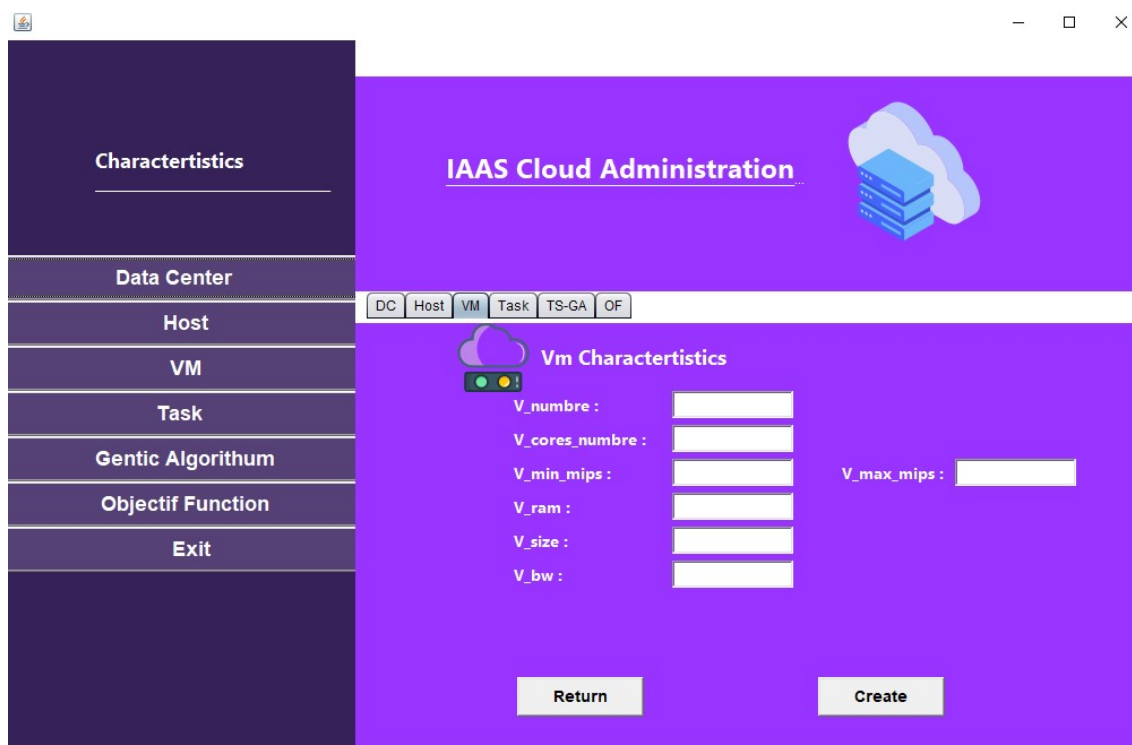 Charactertistics
IAAS Cloud Administration...
Data Center
Host
VM
Task
Gentic Algorithum
Objectif Function
Exit
DC Host VM Task TS-GA OF
Vm Charactertistics
V_numbre :
V_cores_numbre :
V_min_mips : V_max_mips :
V_ram :
V_size :
V_bw :
Return Create